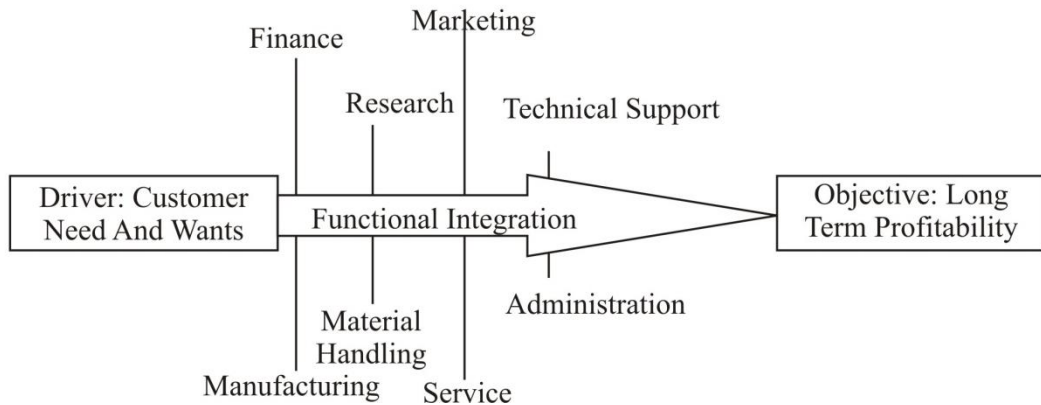 Marketing
Finance
Research
Technical Support
Driver: Customer
Need And Wants
Functional Integration
Objective: Long
Term Profitability
Administration
Material
Handling
Manufacturing
Service